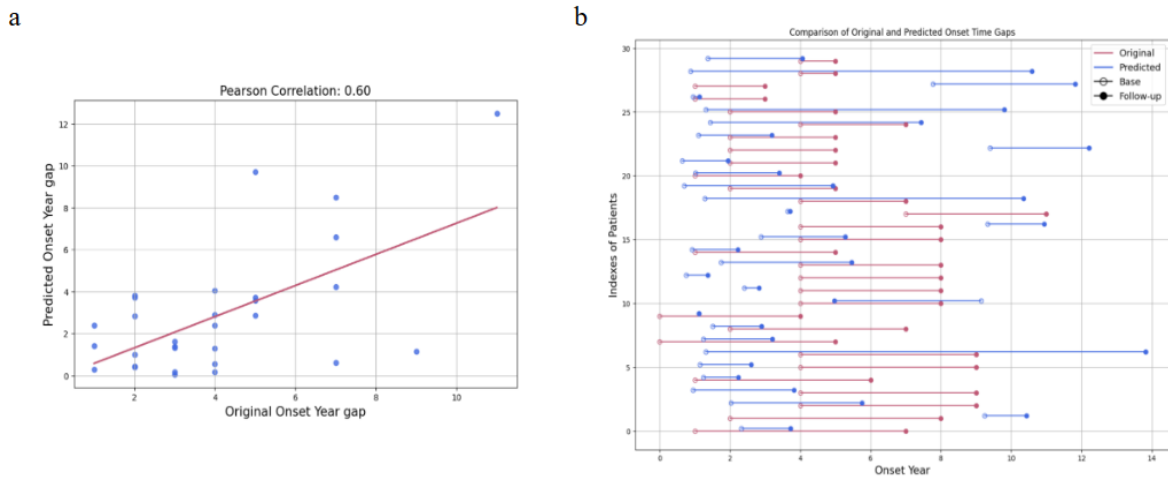 a
b
Pearson Correlation: 0.60
12
10
8
6
4
2
0
2
4
6
8
10
Predicted Onset Year gap
Original Onset Year gap
Comparison of Original and Predicted Onset Time Gaps
Original
Predicted
Base
Follow-up
30
25
20
15
10
5
0
0
2
4
6
8
10
12
14
Indexes of Patients
Onset Year